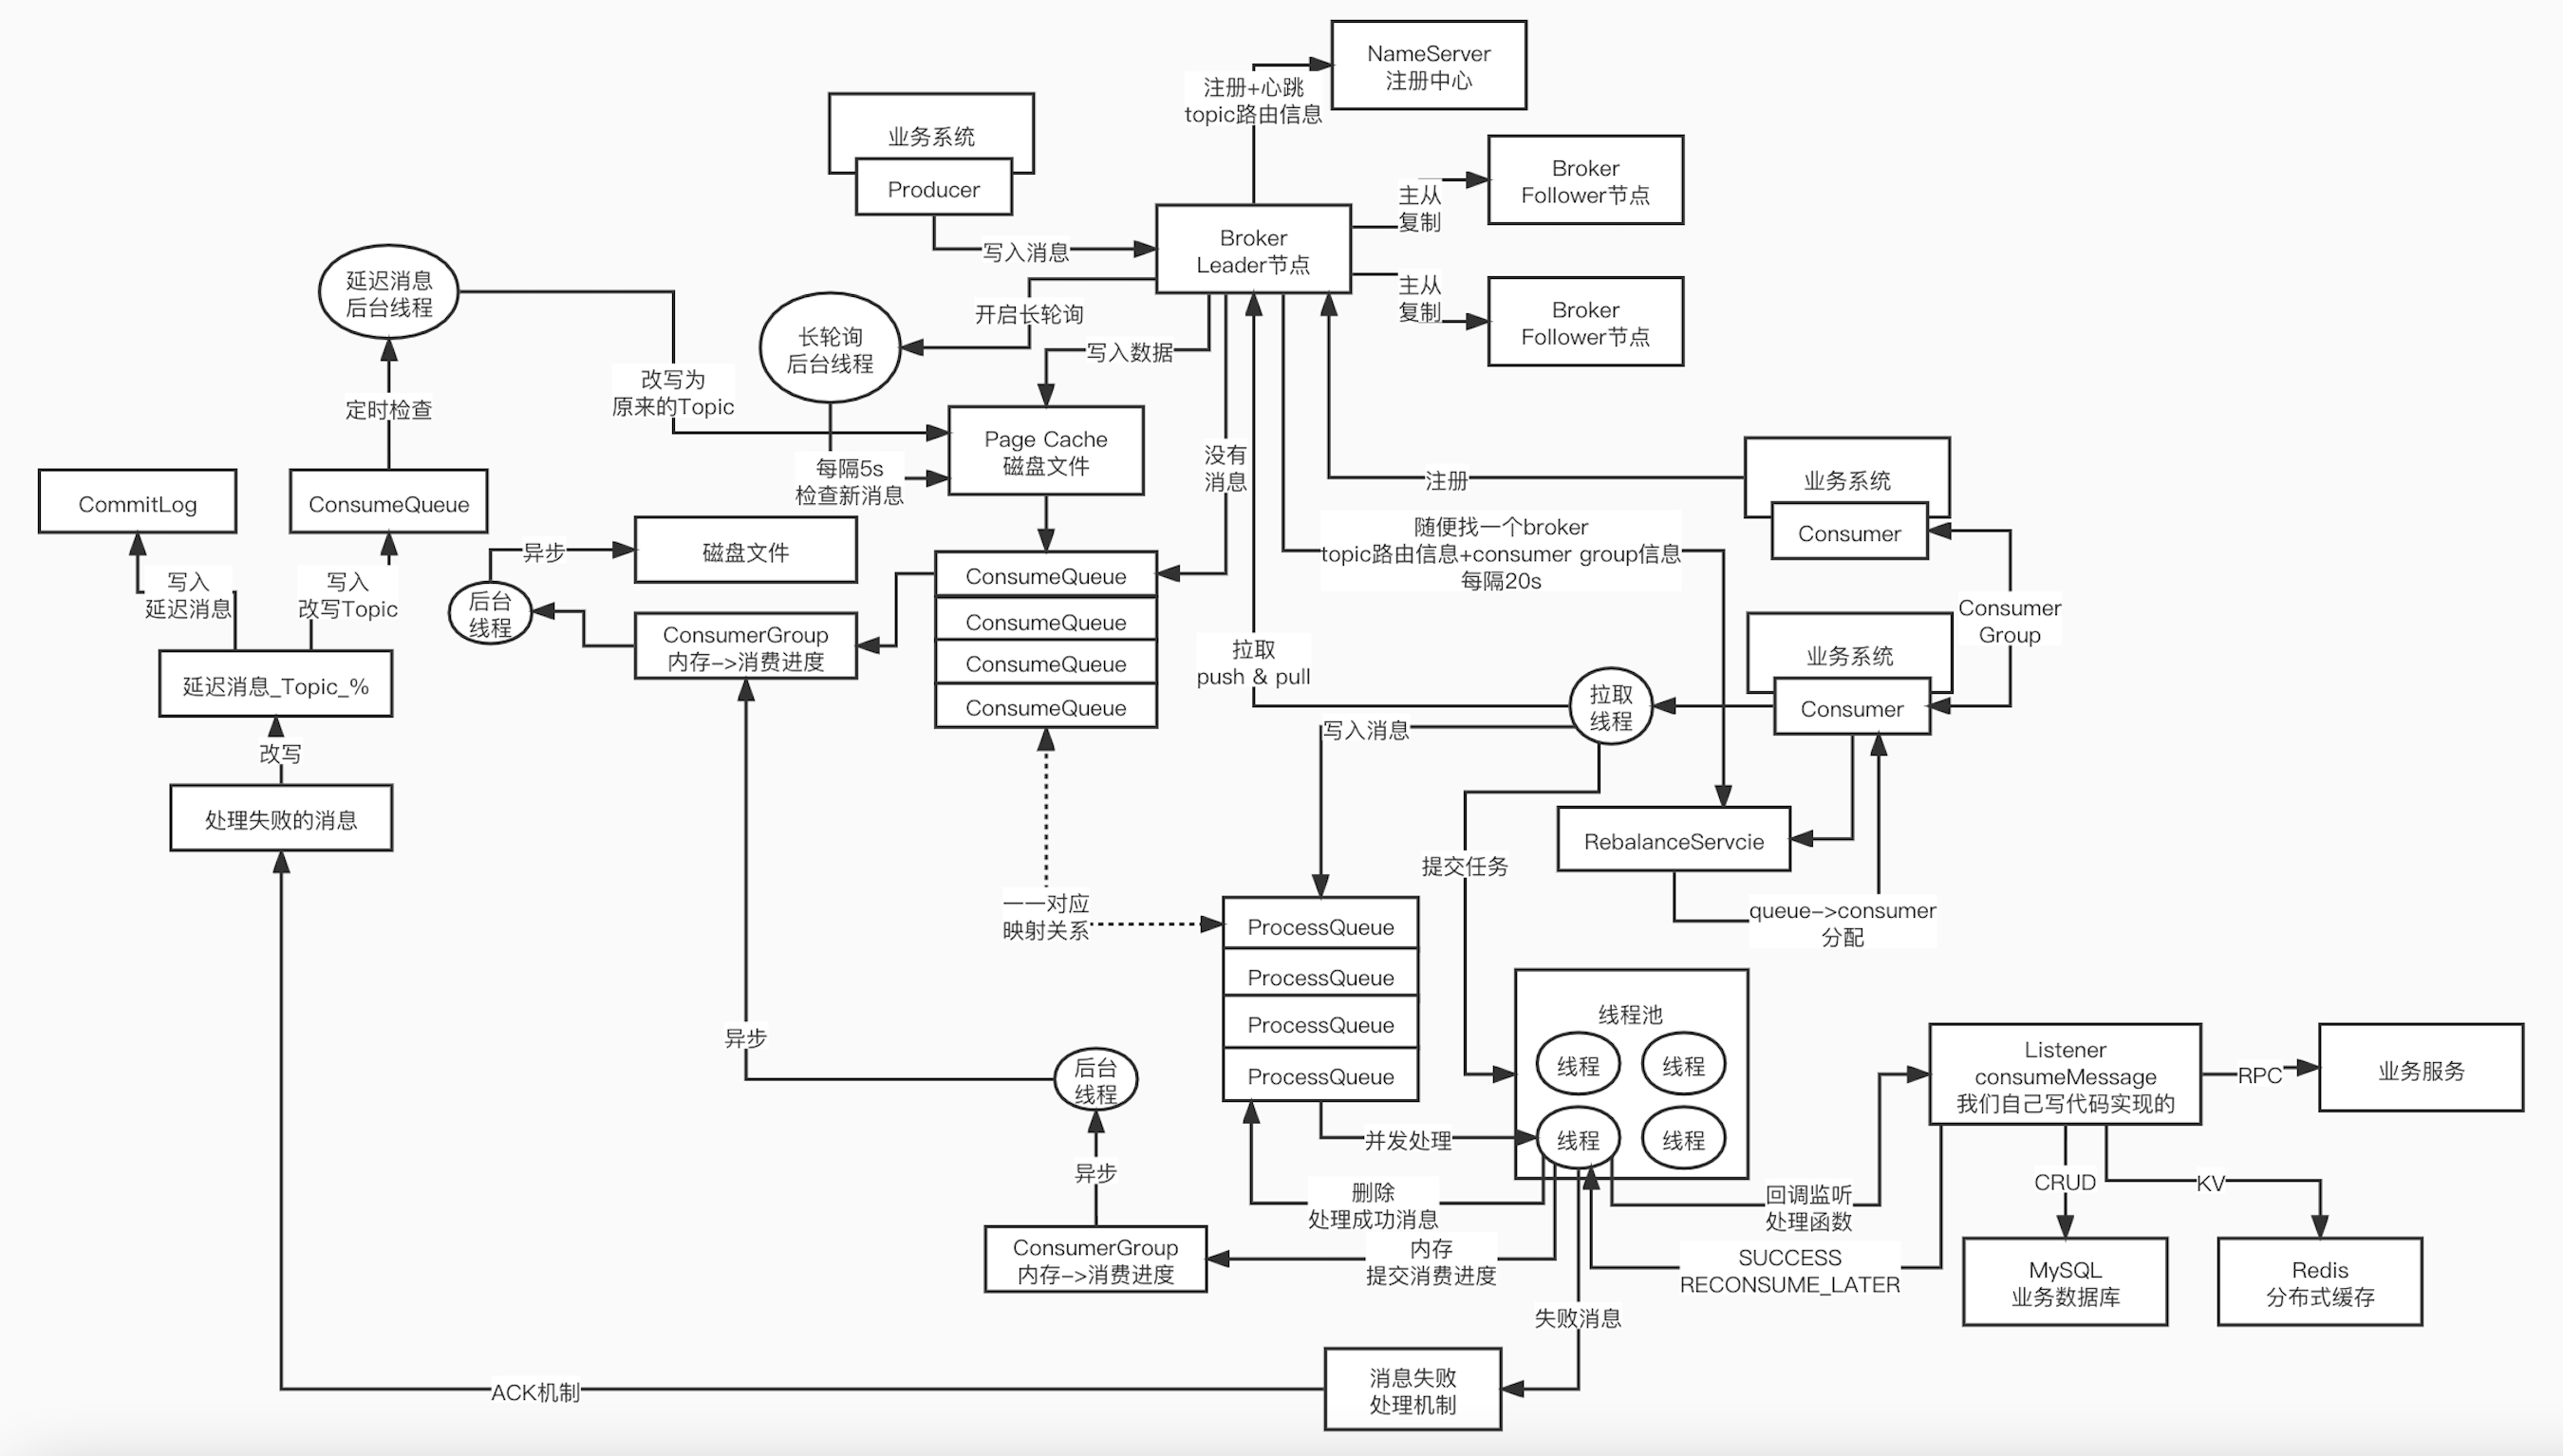 NameServer
注册中心
注册+心跳
topic路由信息
业务系统
Producer
写入消息
Broker
Leader节点
主从
复制
Broker
Follower节点
主从
复制
Broker
Follower节点
延迟消息
后台线程
长轮询
后台线程
开启长轮询
写入数据
改写为
原来的Topic
定时检查
Page Cache
磁盘文件
每隔5s
检查新消息
没有
消息
注册
业务系统
Consumer
CommitLog
ConsumeQueue
异步
磁盘文件
随便找一个broker
topic路由信息+consumer group信息
每隔20s
写入
延迟消息
写入
改写Topic
后台
线程
ConsumerGroup
内存->消费进度
ConsumeQueue
ConsumeQueue
ConsumeQueue
ConsumeQueue
Consumer
Group
拉取
push & pull
业务系统
Consumer
拉取
线程
延迟消息_Topic_%
写入消息
改写
处理失败的消息
RebalanceServcie
提交任务
一一对应
映射关系
queue->consumer
分配
ProcessQueue
ProcessQueue
ProcessQueue
ProcessQueue
线程池
线程
线程
线程
线程
异步
后台
线程
Listener
consumeMessage
我们自己写代码实现的
RPC
业务服务
并发处理
异步
删除
处理成功消息
回调监听
处理函数
CRUD
KV
ConsumerGroup
内存->消费进度
内存
提交消费进度
SUCCESS
RECONSUME_LATER
MySQL
业务数据库
Redis
分布式缓存
失败消息
消息失败
处理机制
ACK机制